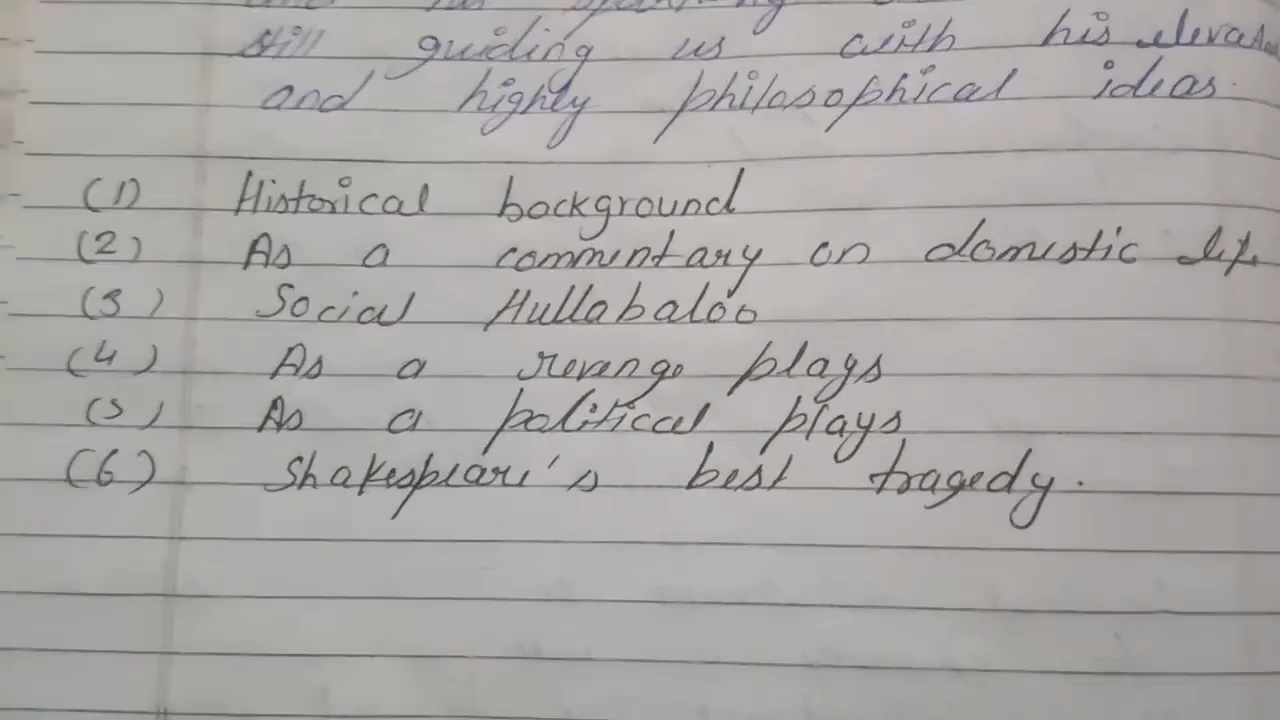 still guiding us with his
and highly philosophical ideas.
(1) Historical background
(2) As a commentary on domestic life
(3) Social Hullabaloo
(4) As a revenge plays
(5) As a political plays
(6) Shakespeare's best tragedy.